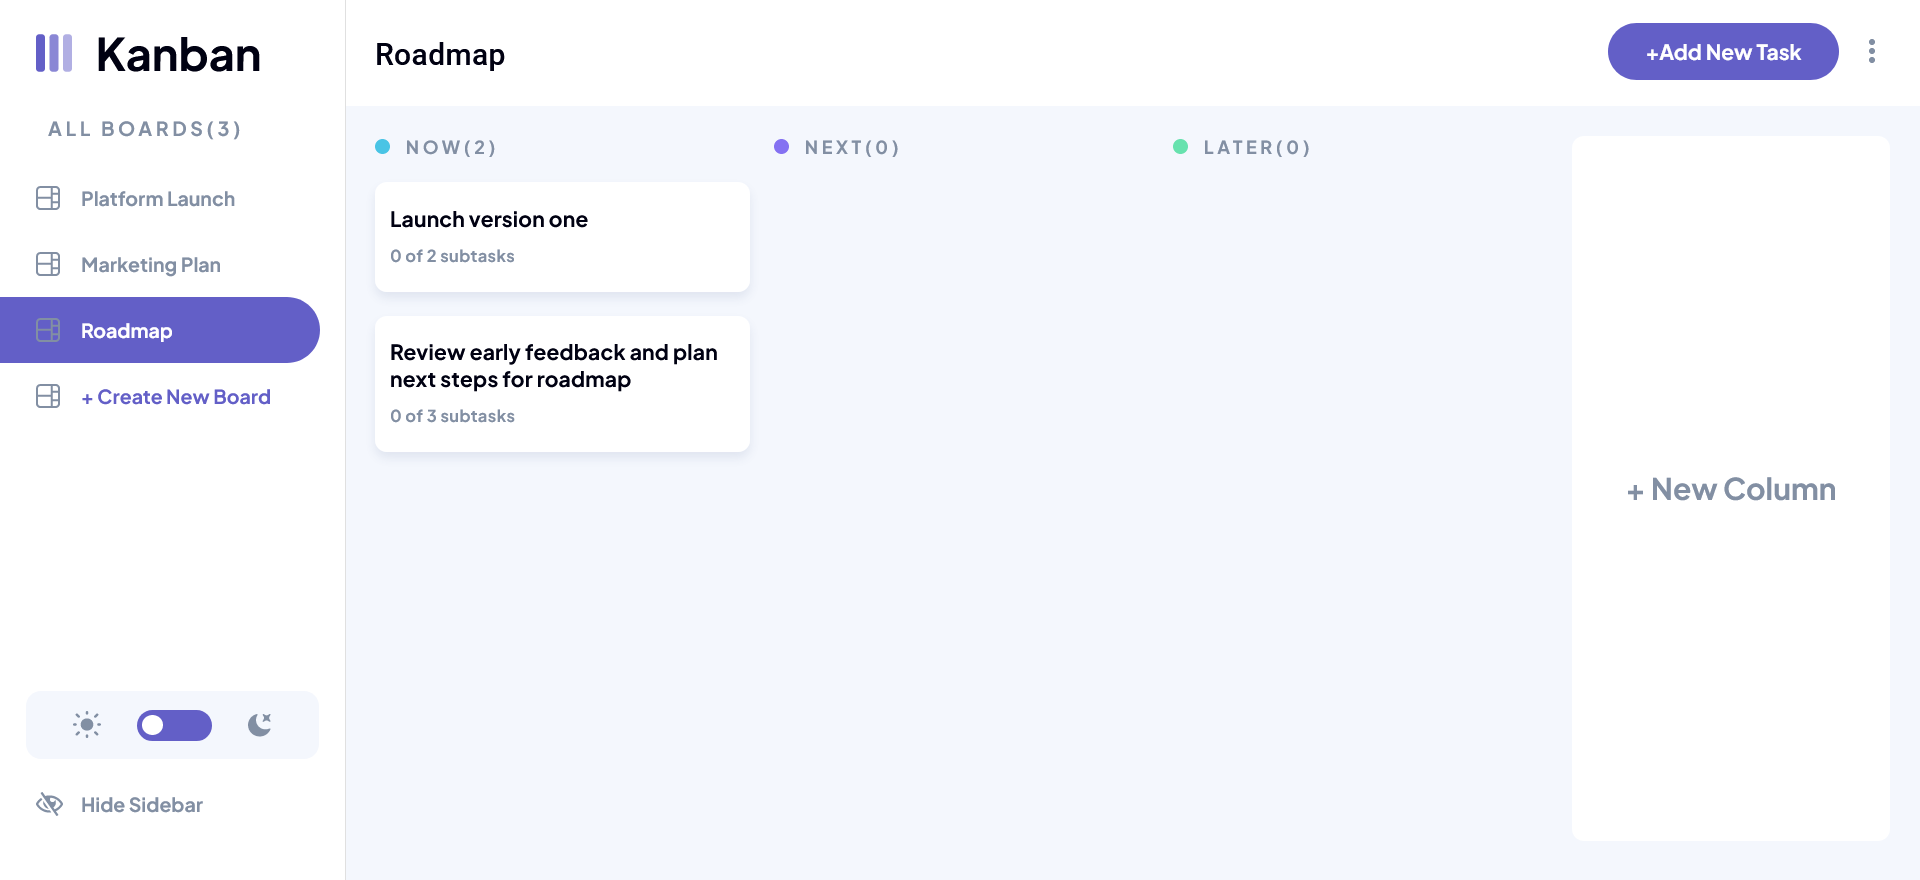 Kanban
ALL BOARDS(3)
Platform Launch
Marketing Plan
Roadmap
+ Create New Board
Hide Sidebar
Roadmap
+Add New Task
NOW(2)
Launch version one
0 of 2 subtasks
Review early feedback and plan
next steps for roadmap
0 of 3 subtasks
NEXT(0)
LATER(0)
+ New Column